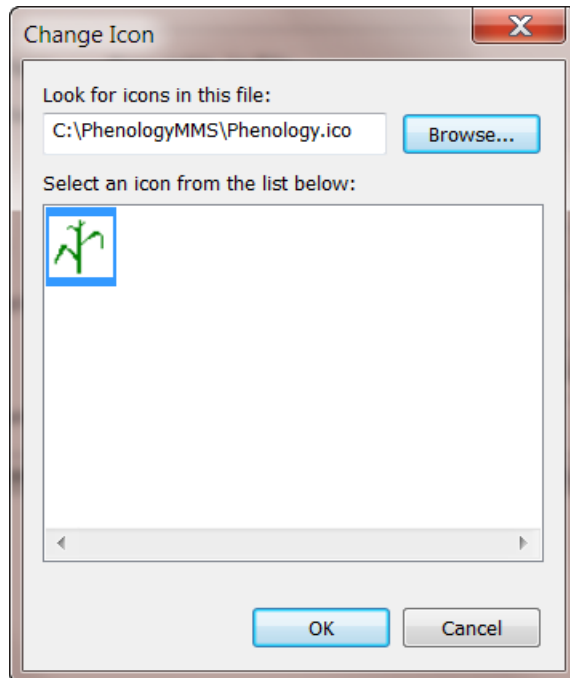 Change Icon
Look for icons in this file:
C:\PhenologyMMS\Phenology.ico
Browse...
Select an icon from the list below:
OK
Cancel